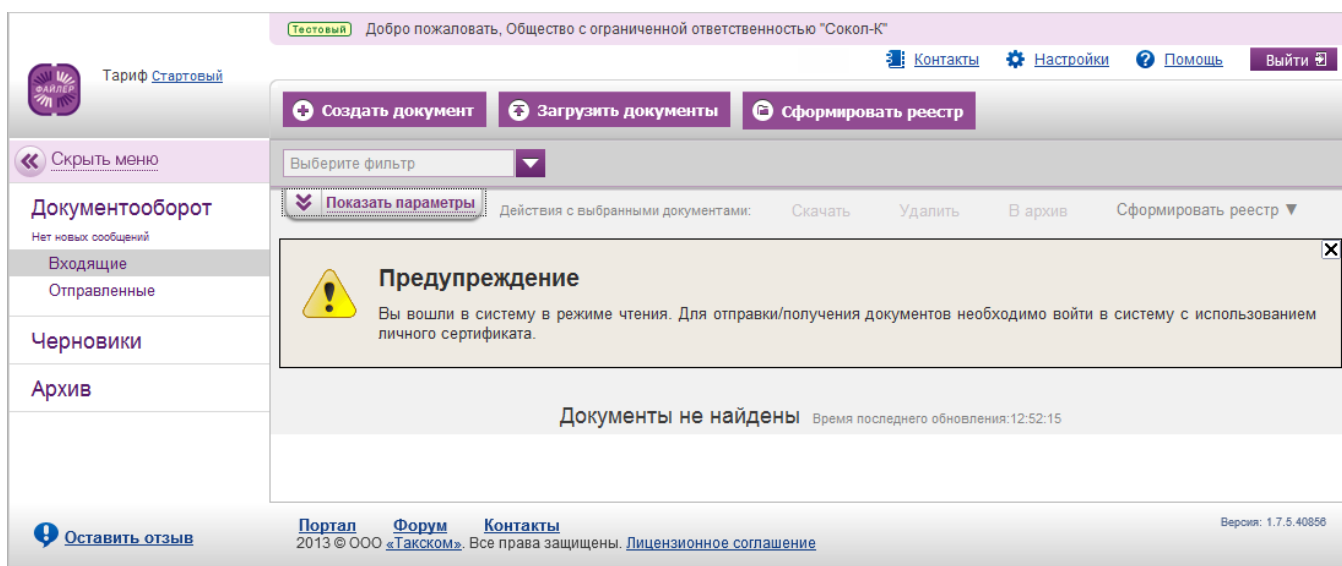 Тестовый Добро пожаловать, Общество с ограниченной ответственностью "Сокол-К"
Контакты Настройки Помощь Выйти
ФАЙЛЕР
Тариф Стартовый
Создать документ Загрузить документы Сформировать реестр
Скрыть меню
Выберите фильтр
Документооборот
Нет новых сообщений
Входящие
Отправленные
Черновики
Архив
Показать параметры Действия с выбранными документами: Скачать Удалить В архив Сформировать реестр ▼
Предупреждение
Вы вошли в систему в режиме чтения. Для отправки/получения документов необходимо войти в систему с использованием
личного сертификата.
Документы не найдены Время последнего обновления:12:52:15
Оставить отзыв
Портал Форум Контакты
2013 © ООО «Такском». Все права защищены. Лицензионное соглашение
Версия: 1.7.5.40856